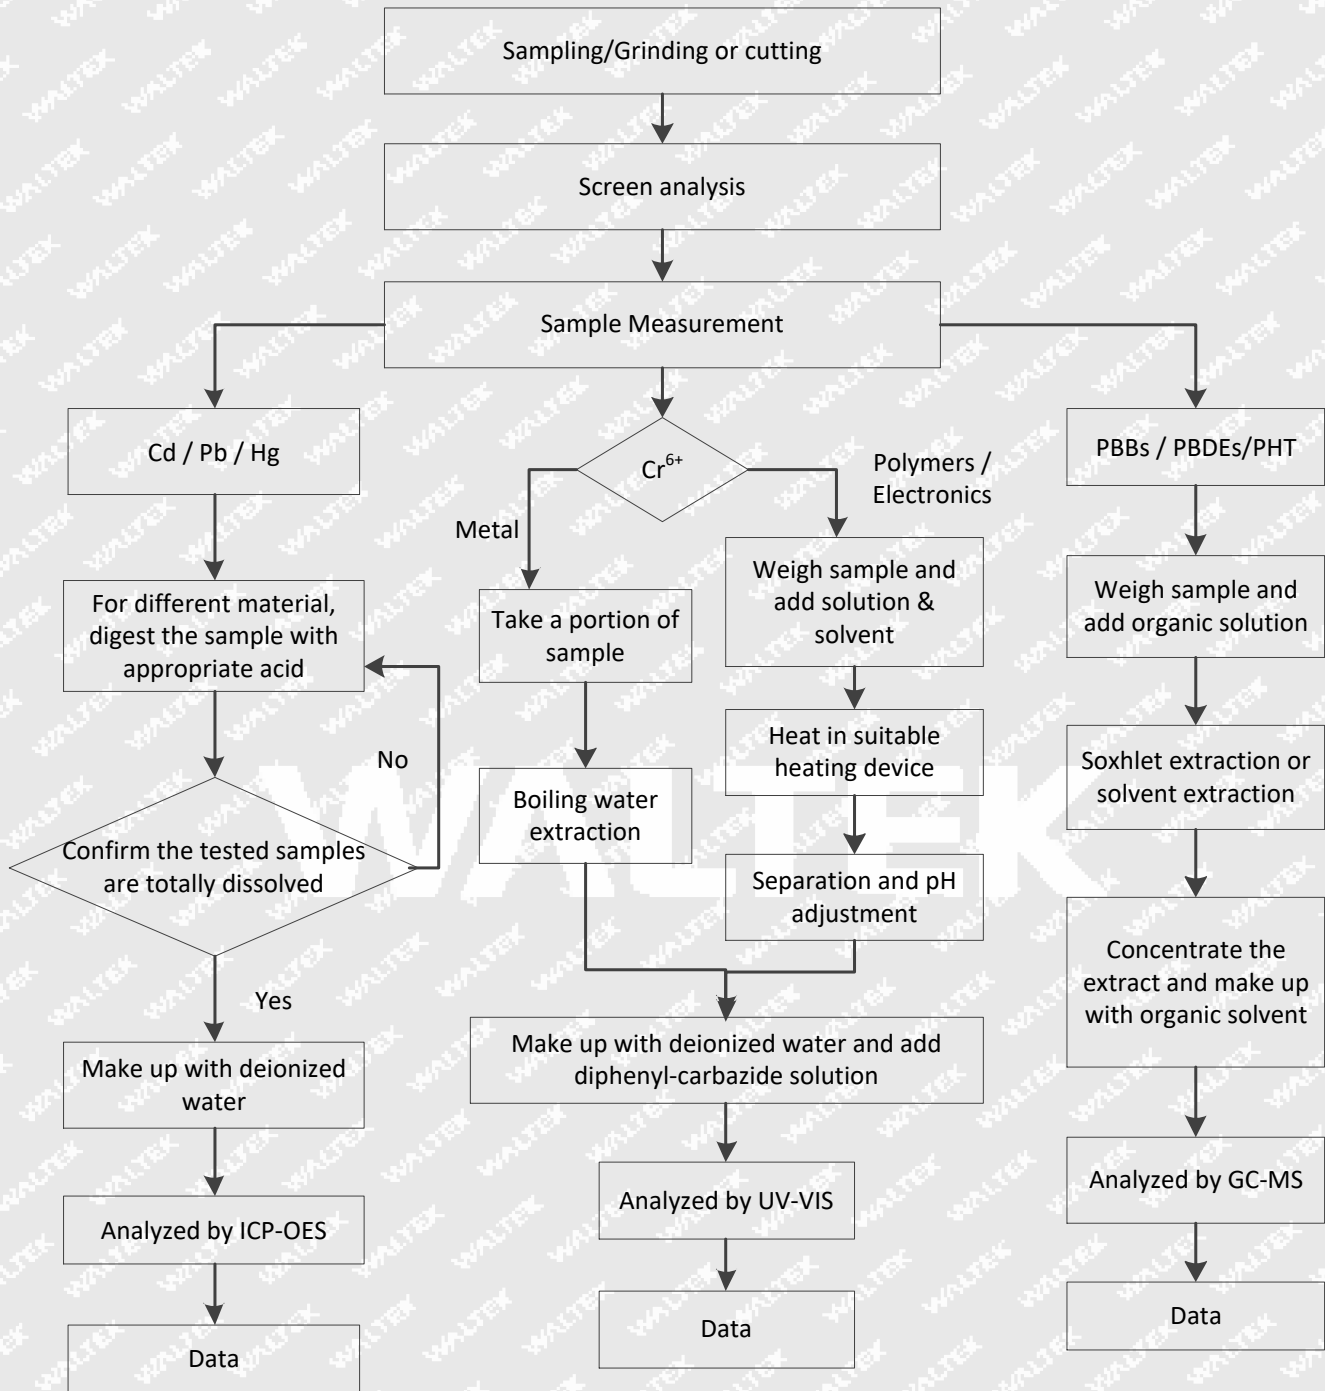 Sampling/Grinding or cutting
Screen analysis
Sample Measurement
Cd / Pb / Hg
For different material,
digest the sample with
appropriate acid
No
Confirm the tested samples
are totally dissolved
Yes
Make up with deionized
water
Analyzed by ICP-OES
Data
Cr6+
Metal
Take a portion of
sample
Boiling water
extraction
Polymers /
Electronics
Weigh sample and
add solution &
solvent
Heat in suitable
heating device
Separation and pH
adjustment
Make up with deionized water and add
diphenyl-carbazide solution
Analyzed by UV-VIS
Data
PBBs / PBDEs/PHT
Weigh sample and
add organic solution
Soxhlet extraction or
solvent extraction
Concentrate the
extract and make up
with organic solvent
Analyzed by GC-MS
Data
WALTEK